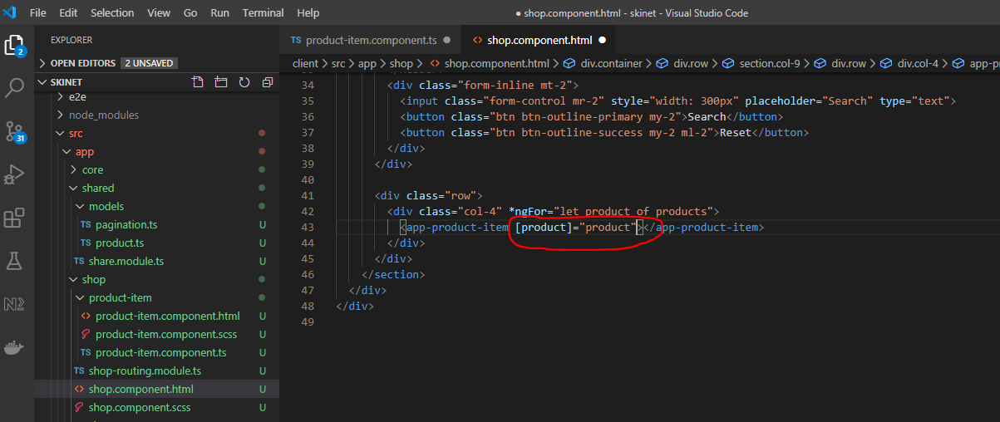 File Edit View Go Run Terminal Help ● shop.component.html - skinet - Visual Studio Code
EXPLORER
OPEN EDITORS 2 UNSAVED
SKINET
e2e
node_modules
src
app
core
shared
models
TS pagination.ts U
TS product.ts U
TS share.module.ts U
shop
product-item
<> product-item.component.html U
product-item.component.scss U
TS product-item.component.ts U
TS shop-routing.module.ts U
<> shop.component.html U
shop.component.scss U
2
31
TS product-item.component.ts ● <> shop.component.html ●
client > src > app > shop > <> shop.component.html > div.container > div.row > section.col-9 > div.row > div.col-4 > app-p
34 <div class="form-inline mt-2">
35 <input class="form-control mr-2" style="width: 300px" placeholder="Search" type="text">
36 <button class="btn btn-outline-primary my-2">Search</button>
37 <button class="btn btn-outline-success my-2 ml-2">Reset</button>
38 </div>
39 </div>
40
41 <div class="row">
42 <div class="col-4" *ngFor="let product of products">
43 <app-product-item [product]="product"></app-product-item>
44 </div>
45 </div>
46 </section>
47 </div>
48 </div>
49